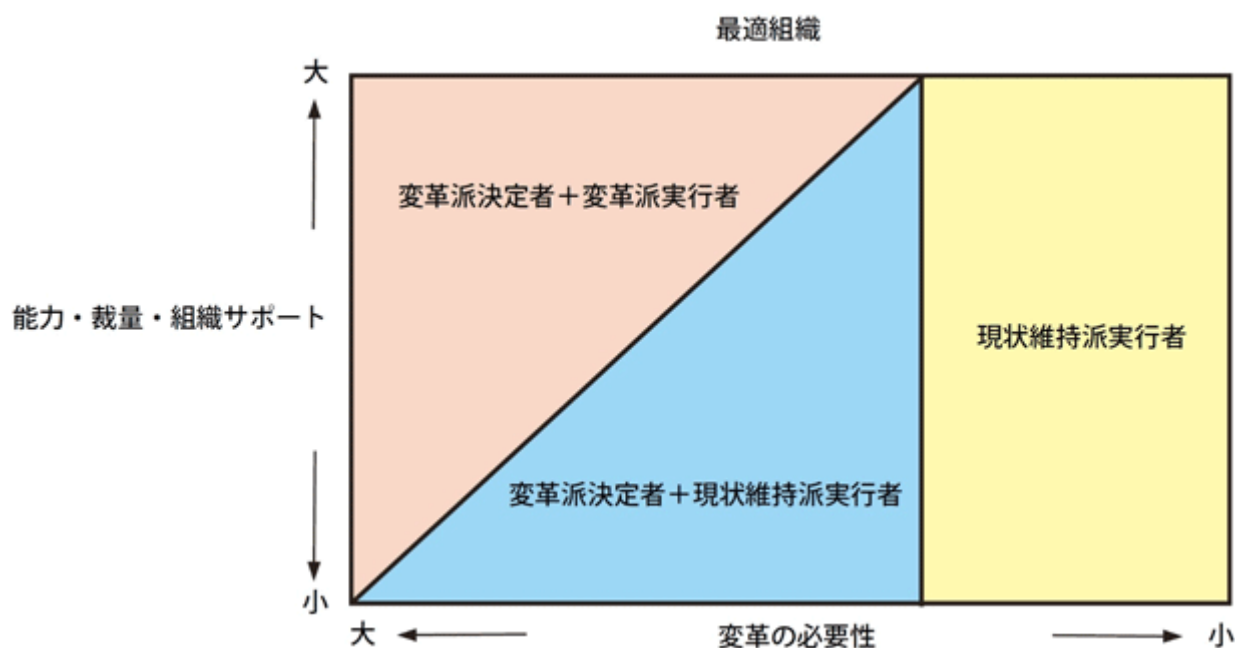 最適組織
大
変革派決定者＋変革派実行者
能力・裁量・組織サポート
現状維持派実行者
変革派決定者＋現状維持派実行者
小
大
変革の必要性
小